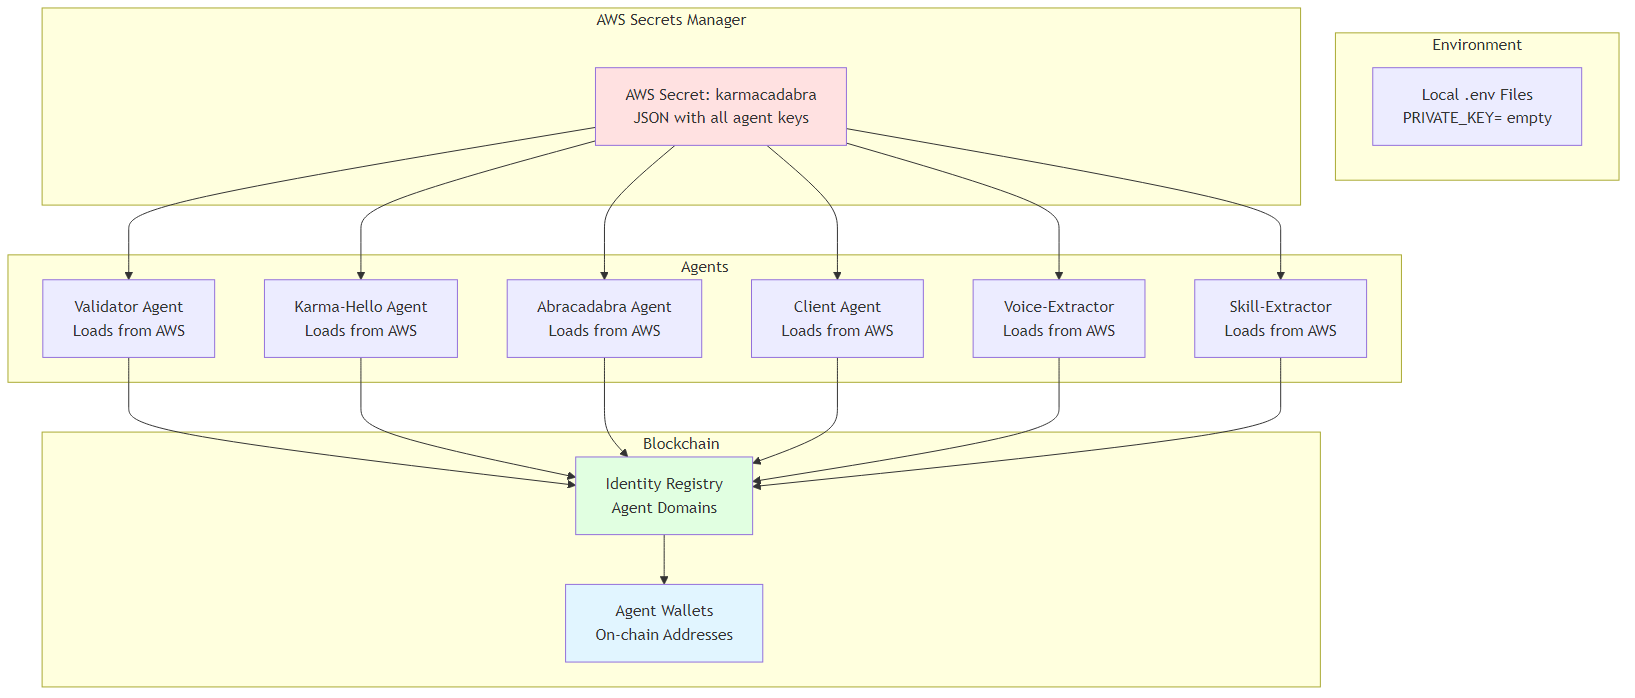 AWS Secrets Manager
AWS Secret: karmacadabra
JSON with all agent keys
Environment
Local .env Files
PRIVATE_KEY= empty
Agents
Validator Agent
Loads from AWS
Karma-Hello Agent
Loads from AWS
Abracadabra Agent
Loads from AWS
Client Agent
Loads from AWS
Voice-Extractor
Loads from AWS
Skill-Extractor
Loads from AWS
Blockchain
Identity Registry
Agent Domains
Agent Wallets
On-chain Addresses